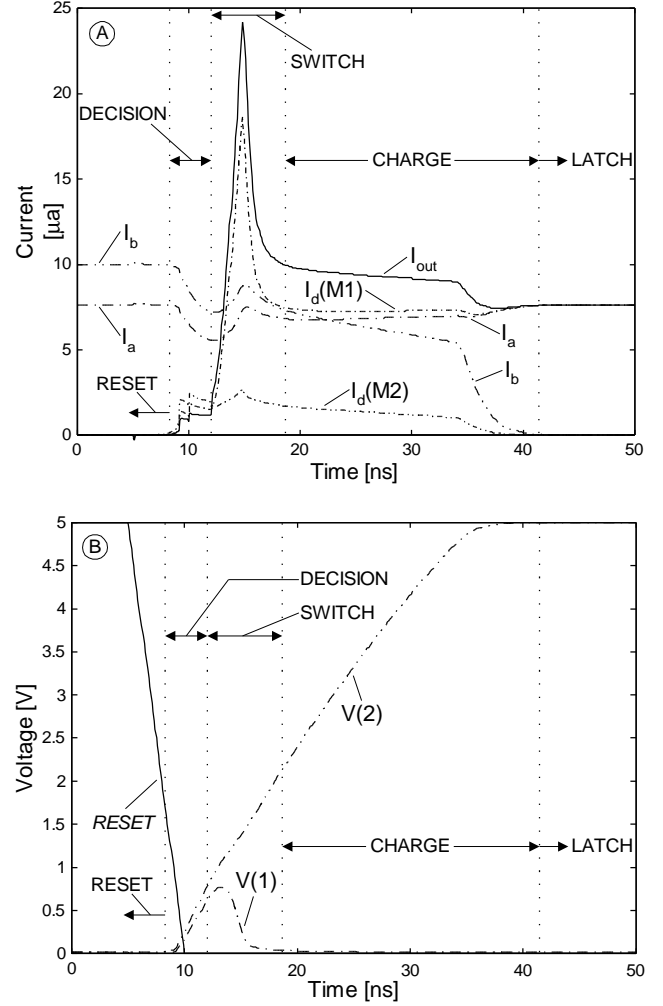 25
A
SWITCH
20
DECISION
CHARGE
LATCH
15
Current
[µa]
I_b
10
I_out
I_d(M1)
I_a
I_a
5
I_b
RESET
I_d(M2)
0
0 10 20 30 40 50
Time [ns]
5
B
4.5
DECISION
4
SWITCH
3.5
3
Voltage [V]
2.5
V(2)
2
1.5
RESET
CHARGE
LATCH
1
RESET
V(1)
0.5
0
0 10 20 30 40 50
Time [ns]